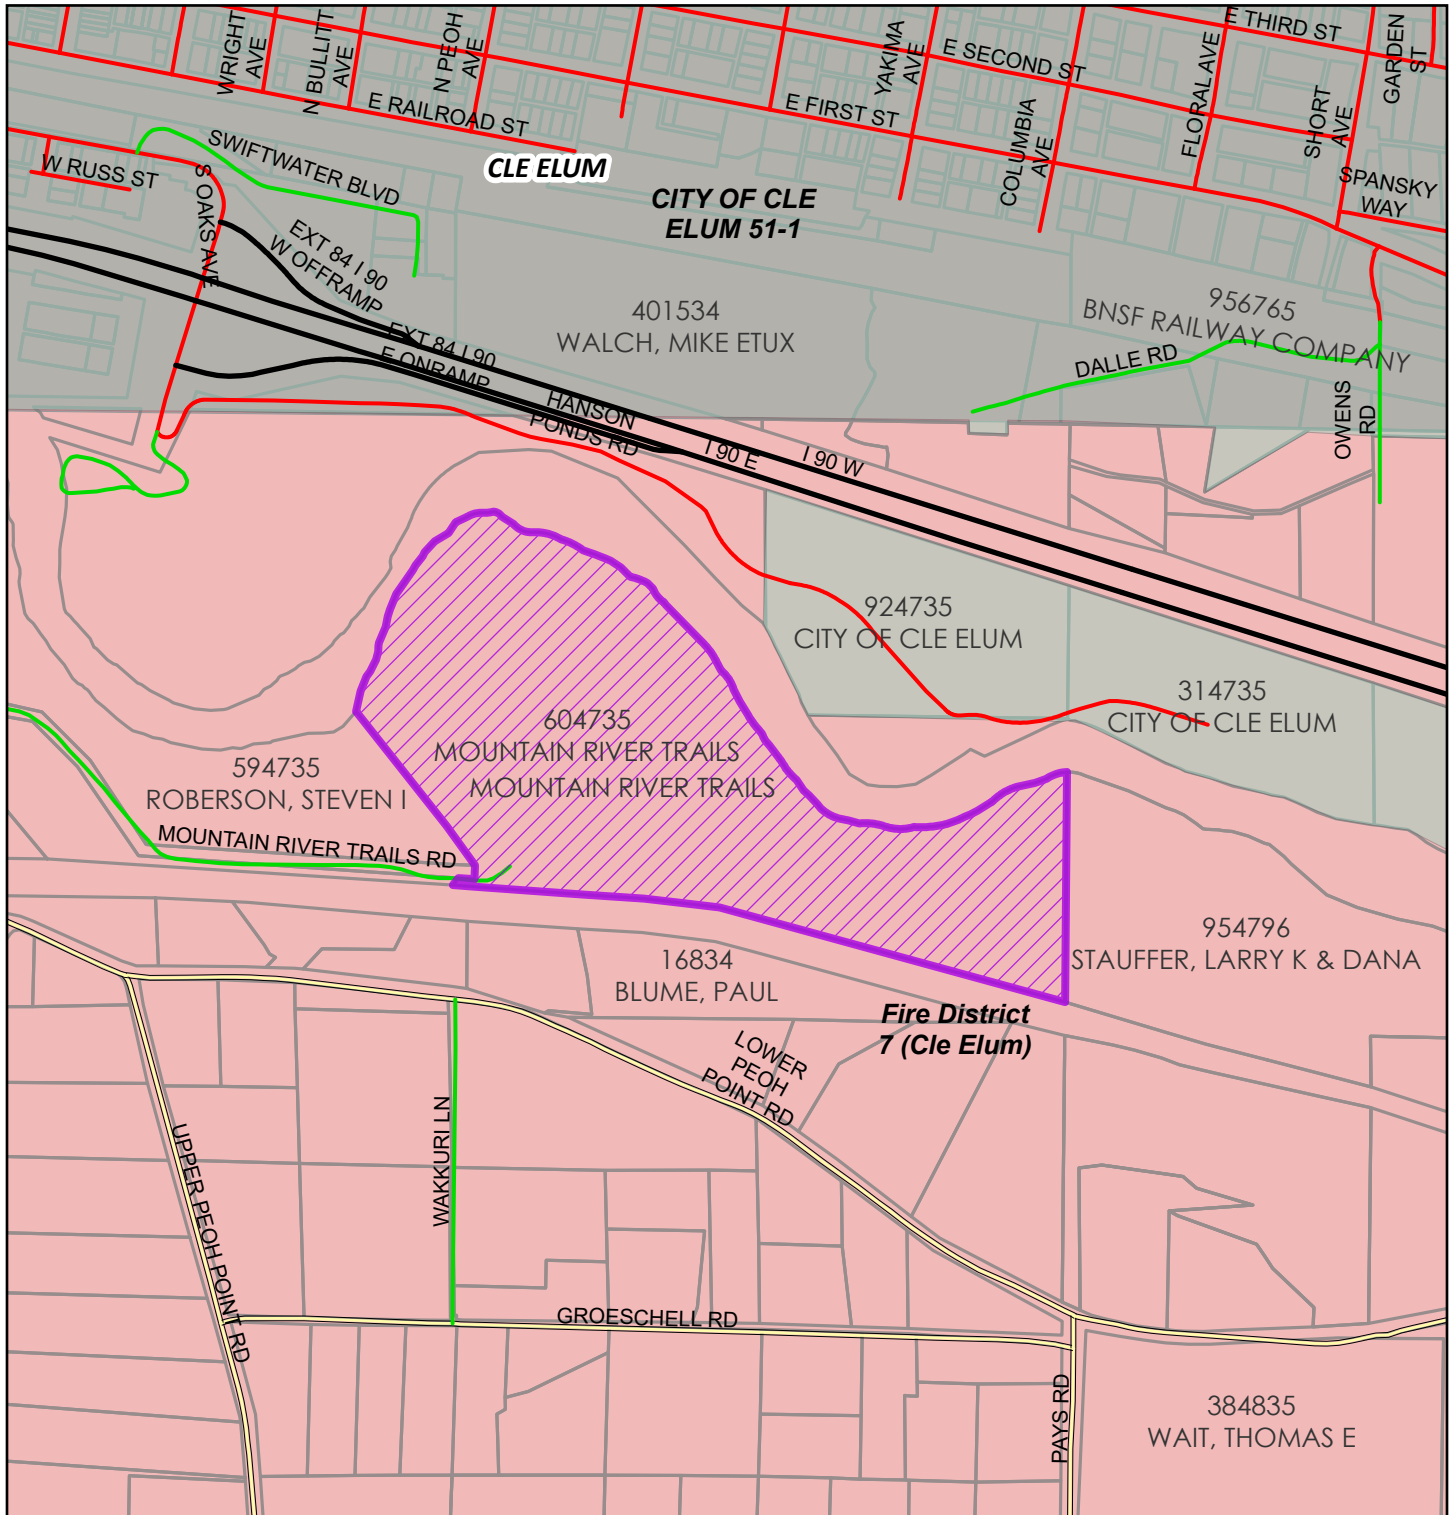 E THIRD ST
GARDEN
ST
WRIGHT
AVE
N BULLITT
AVE
N PEOH
AVE
YAKIMA
AVE
E SECOND ST
FLORAL AVE
SHORT
AVE
E RAILROAD ST
E FIRST ST
COLUMBIA
AVE
SWIFTWATER BLVD
W RUSS ST
S OAKS AVE
CLE ELUM
CITY OF CLE
ELUM 51-1
SPANSKY
WAY
EXT 84 I 90
W OFFRAMP
401534
WALCH, MIKE ETUX
956765
BNSF RAILWAY COMPANY
EXT 84 I 90
E ONRAMP
DALLE RD
OWENS
RD
HANSON
PONDS RD
I 90 E
I 90 W
924735
CITY OF CLE ELUM
314735
CITY OF CLE ELUM
604735
MOUNTAIN RIVER TRAILS
MOUNTAIN RIVER TRAILS
594735
ROBERSON, STEVEN I
MOUNTAIN RIVER TRAILS RD
954796
STAUFFER, LARRY K & DANA
16834
BLUME, PAUL
Fire District
7 (Cle Elum)
LOWER
PEOH
POINT RD
WAKKURI LN
UPPER PEOH POINT RD
GROESCHELL RD
PAYS RD
384835
WAIT, THOMAS E